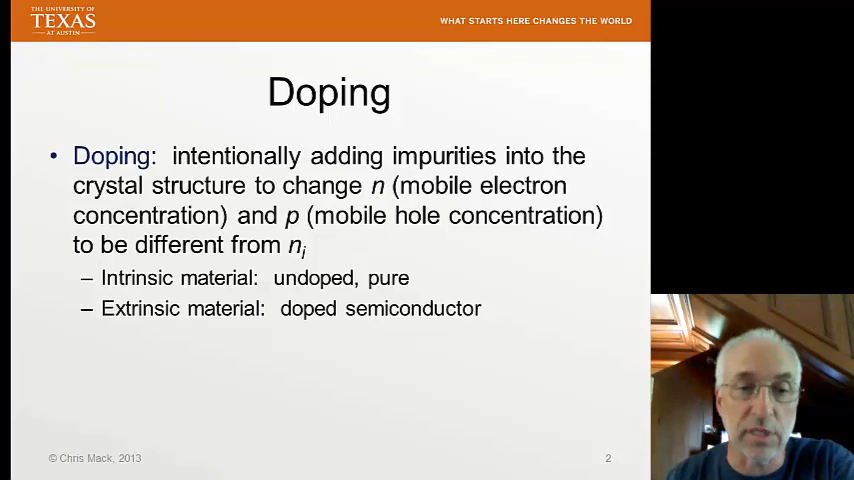 THE UNIVERSITY OF
TEXAS
AT AUSTIN
WHAT STARTS HERE CHANGES THE WORLD
Doping
• Doping: intentionally adding impurities into the
crystal structure to change n (mobile electron
concentration) and p (mobile hole concentration)
to be different from ni
– Intrinsic material: undoped, pure
– Extrinsic material: doped semiconductor
© Chris Mack, 2013
2